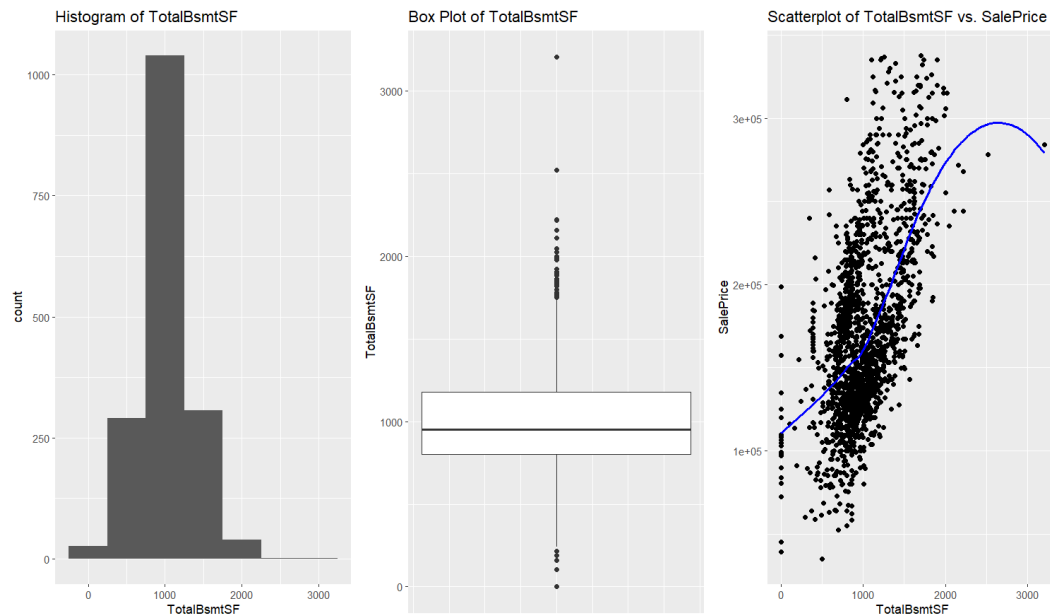 Histogram of TotalBsmtSF
1000
750
500
250
0
count
0 1000 2000 3000
TotalBsmtSF
Box Plot of TotalBsmtSF
3000
2000
1000
0
TotalBsmtSF
Scatterplot of TotalBsmtSF vs. SalePrice
3e+05
2e+05
1e+05
SalePrice
0 1000 2000 3000
TotalBsmtSF